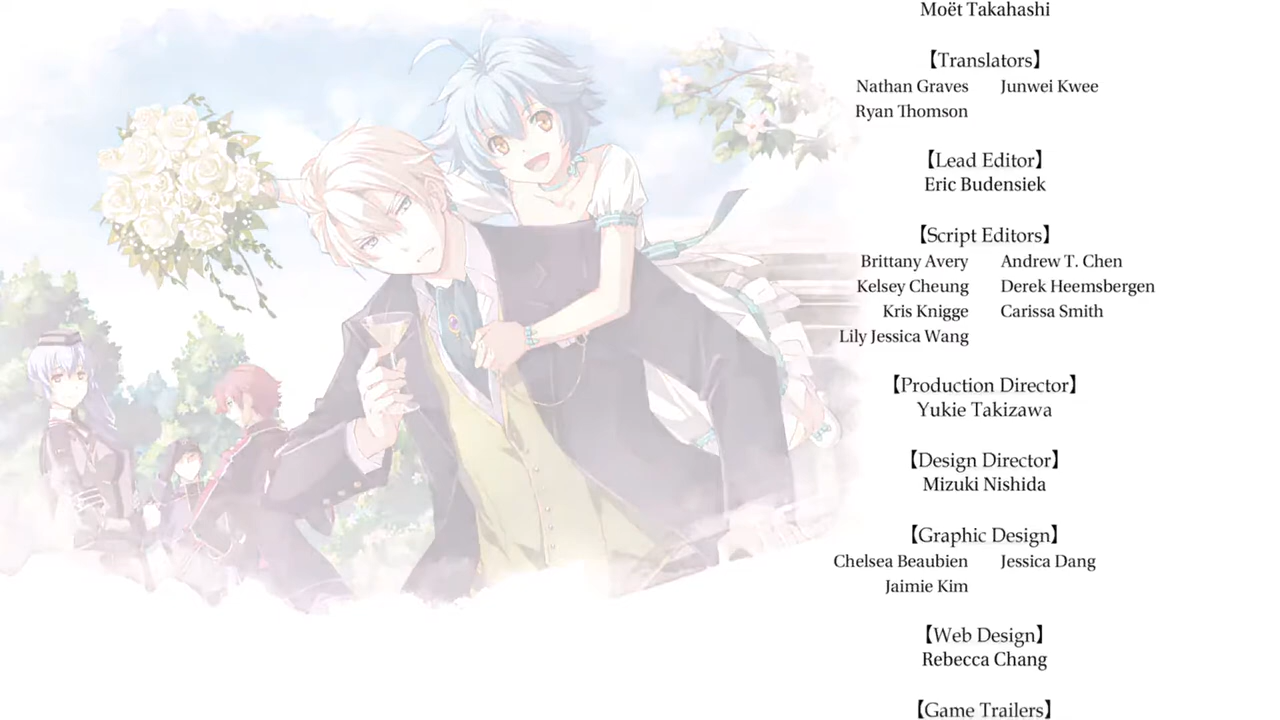 Moët Takahashi
【Translators】
Nathan Graves Junwei Kwee
Ryan Thomson
【Lead Editor】
Eric Budensiek
【Script Editors】
Brittany Avery Andrew T. Chen
Kelsey Cheung Derek Heemsbergen
Kris Knigge Carissa Smith
Lily Jessica Wang
【Production Director】
Yukie Takizawa
【Design Director】
Mizuki Nishida
【Graphic Design】
Chelsea Beaubien Jessica Dang
Jaimie Kim
【Web Design】
Rebecca Chang
【Game Trailers】